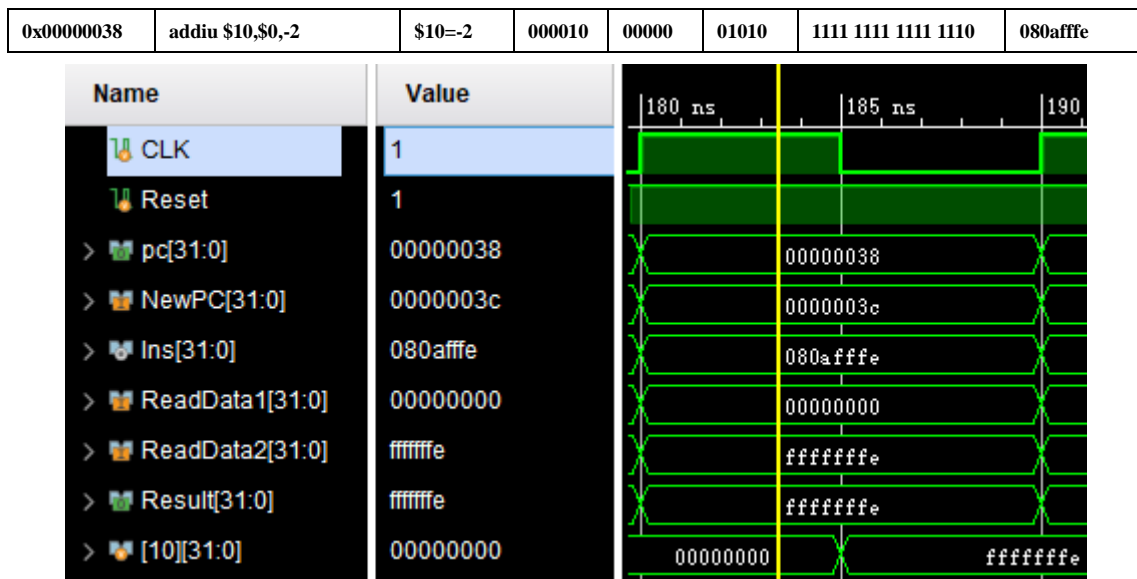 0x00000038 addiu $10,$0,-2 $10=-2 000010 00000 01010 1111 1111 1111 1110 080afffe
Name Value 180 ns 185 ns 190
CLK 1
Reset 1
> pc[31:0] 00000038 00000038
> NewPC[31:0] 0000003c 0000003c
> Ins[31:0] 080afffe 080afffe
> ReadData1[31:0] 00000000 00000000
> ReadData2[31:0] fffffffe fffffffe
> Result[31:0] fffffffe fffffffe
> [10][31:0] 00000000 00000000 fffffffe